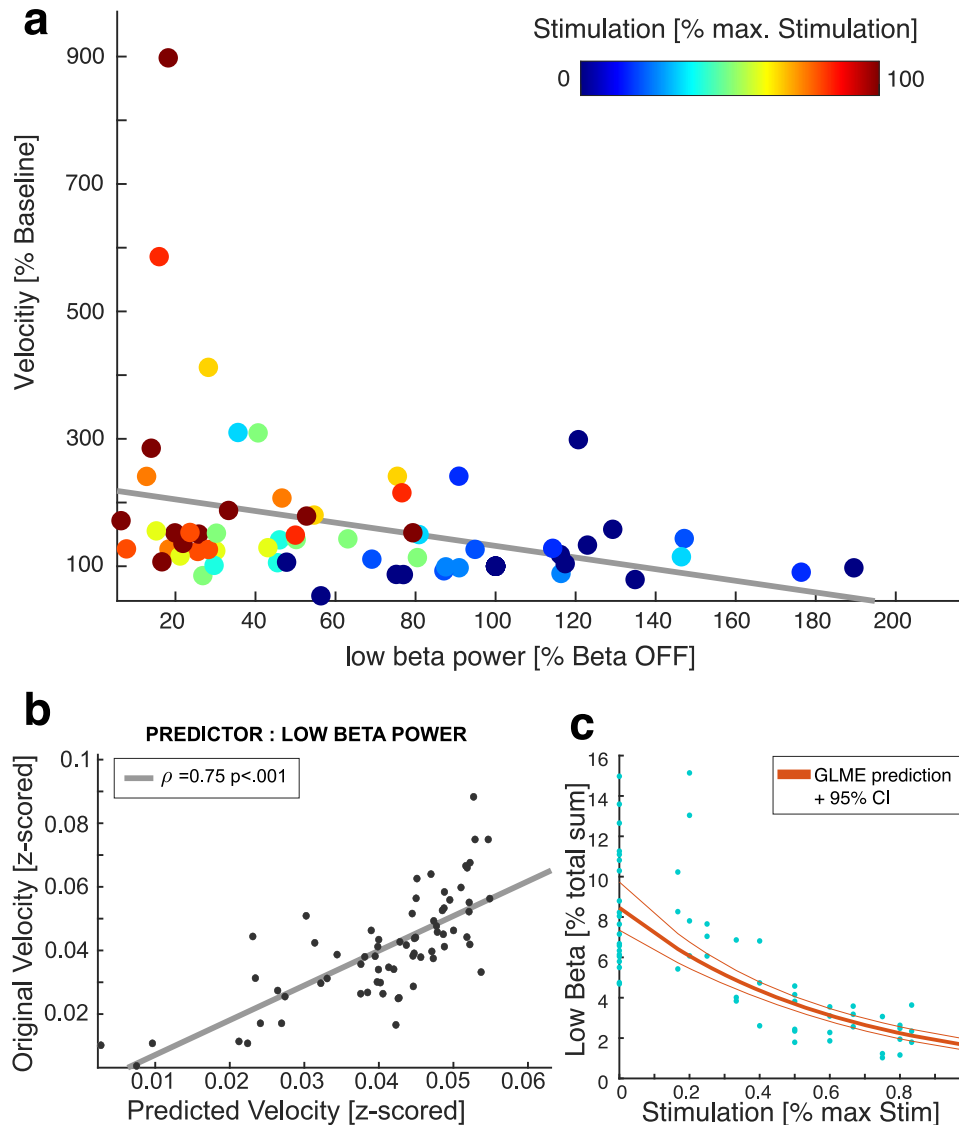 a
Stimulation [% max. Stimulation]
0
100
Velocitiy [% Baseline]
900
700
500
300
100
20 40 60 80 100 120 140 160 180 200
low beta power [% Beta OFF]
b
PREDICTOR : LOW BETA POWER
ρ =0.75 p<.001
Original Velocity [z-scored]
0.1
0.08
0.06
0.04
0.02
0.01 0.02 0.03 0.04 0.05 0.06
Predicted Velocity [z-scored]
c
GLME prediction
+ 95% CI
Low Beta [% total sum]
16
14
12
10
8
6
4
2
0
0 0.2 0.4 0.6 0.8
Stimulation [% max Stim]